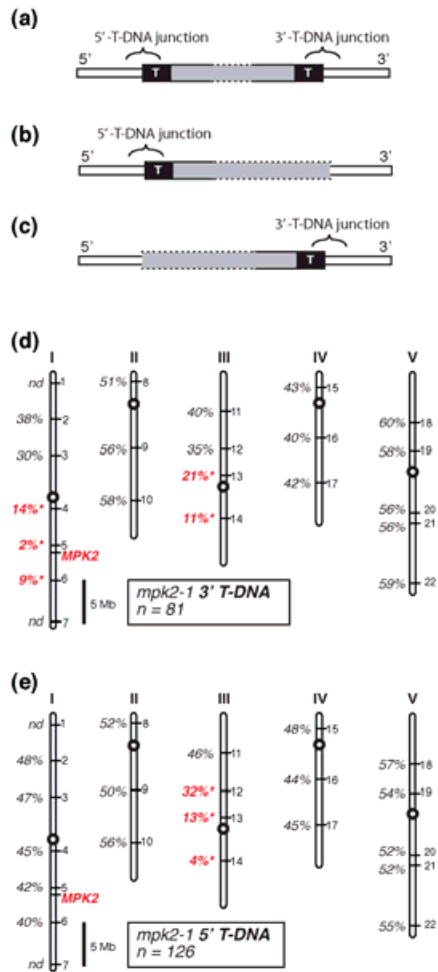 (a)
5'-T-DNA junction 3'-T-DNA junction
5' 3'
T T
(b)
5'-T-DNA junction
5' 3'
T
(c)
3'-T-DNA junction
5' 3'
T
(d)
I II III IV V
nd 1
38% 2
30% 3
14%* 4
2%* 5
MPK2
9%* 6
nd 7
51% 8
56% 9
58% 10
40% 11
35% 12
21%* 13
11%* 14
43% 15
40% 16
42% 17
60% 18
58% 19
56% 20
56% 21
59% 22
5 Mb
mpk2-1 3' T-DNA
n = 81
(e)
I II III IV V
nd 1
48% 2
47% 3
45% 4
42% 5
MPK2
40% 6
nd 7
52% 8
50% 9
56% 10
46% 11
32%* 12
13%* 13
4%* 14
48% 15
44% 16
45% 17
57% 18
54% 19
52% 20
52% 21
55% 22
5 Mb
mpk2-1 5' T-DNA
n = 126